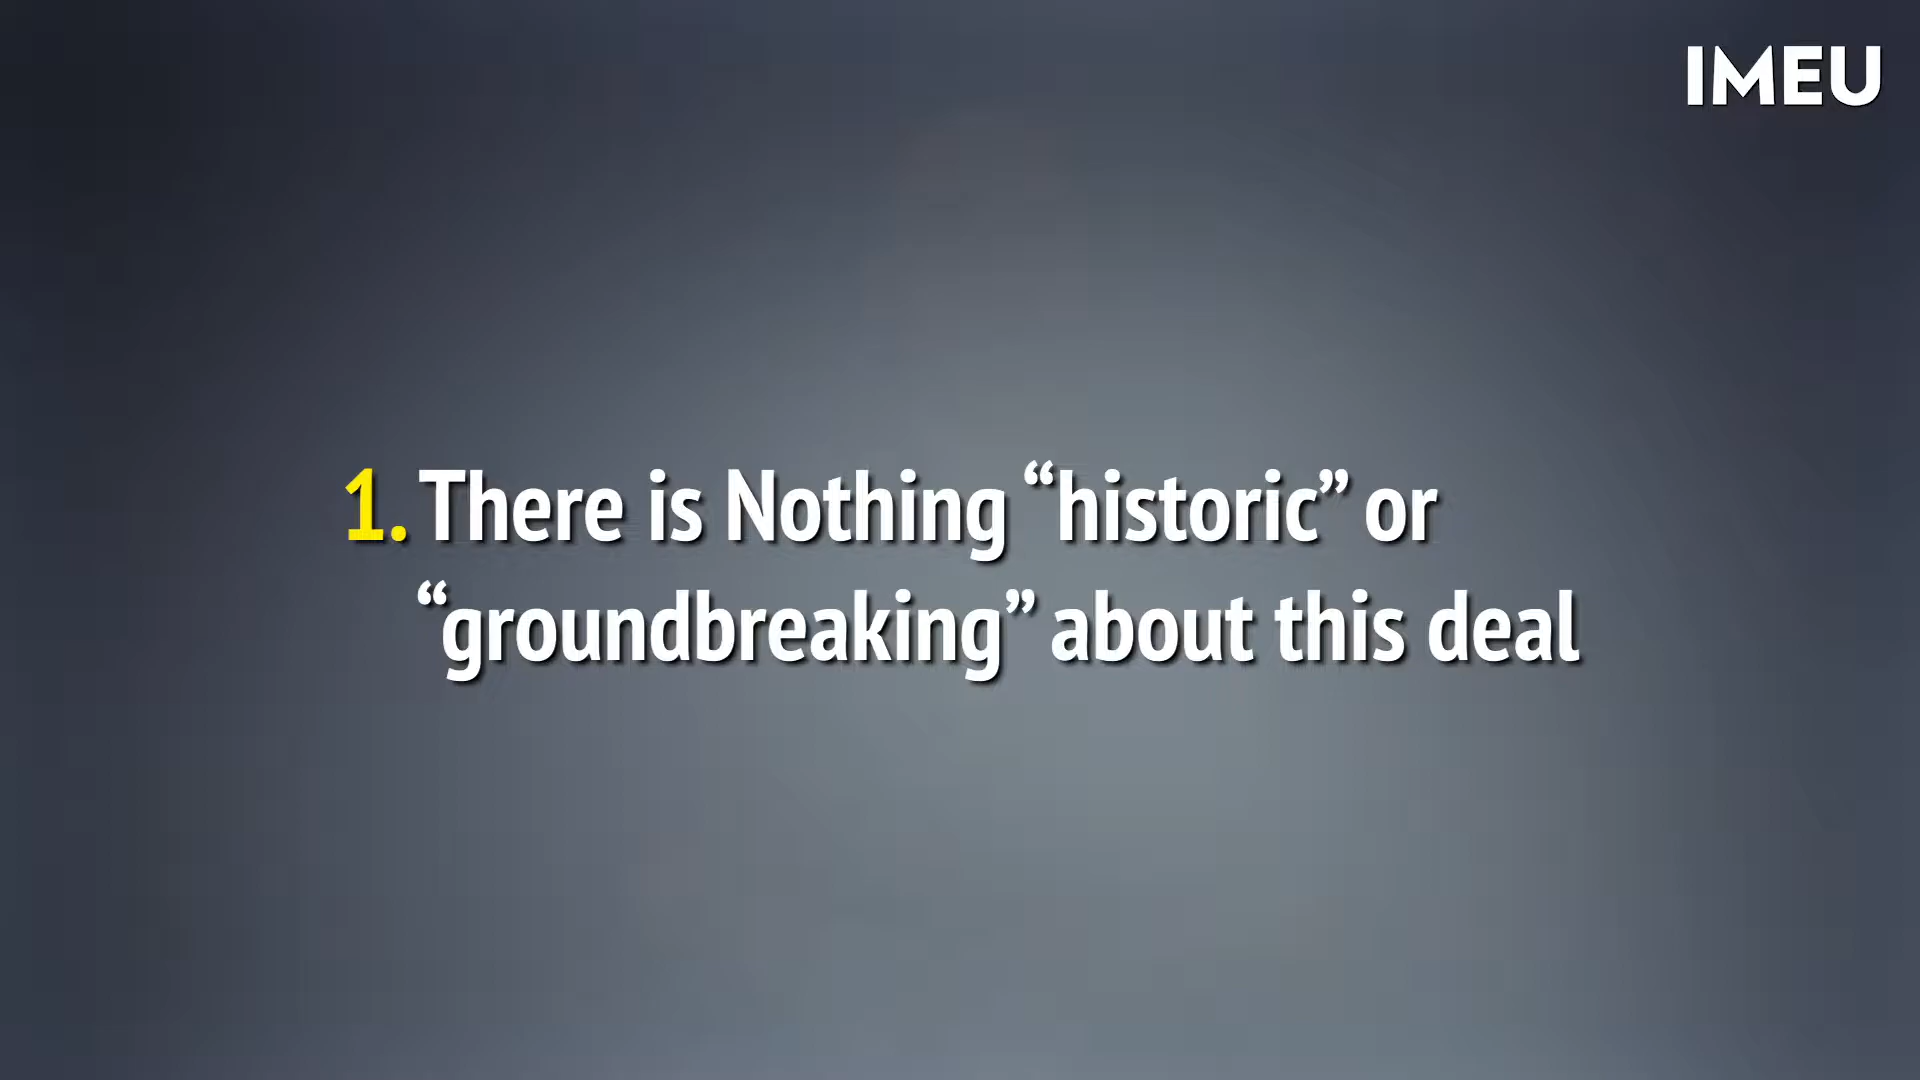 IMEU
1. There is Nothing “historic” or
“groundbreaking” about this deal